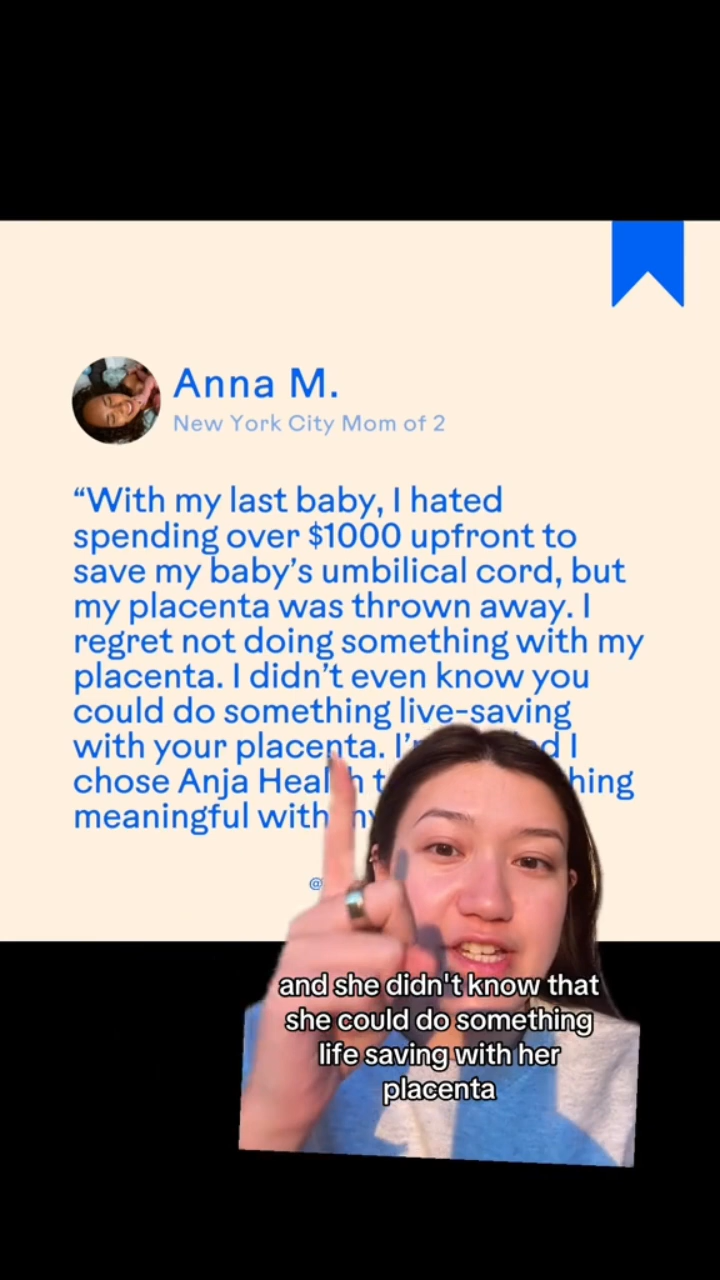 Anna M.
New York City Mom of 2
“With my last baby, I hated
spending over $1000 upfront to
save my baby’s umbilical cord, but
my placenta was thrown away. I
regret not doing something with my
placenta. I didn’t even know you
could do something live-saving
with your placenta. I
chose Anja
meaningful with
@
and she didn't know that
she could do something
life saving with her
placenta